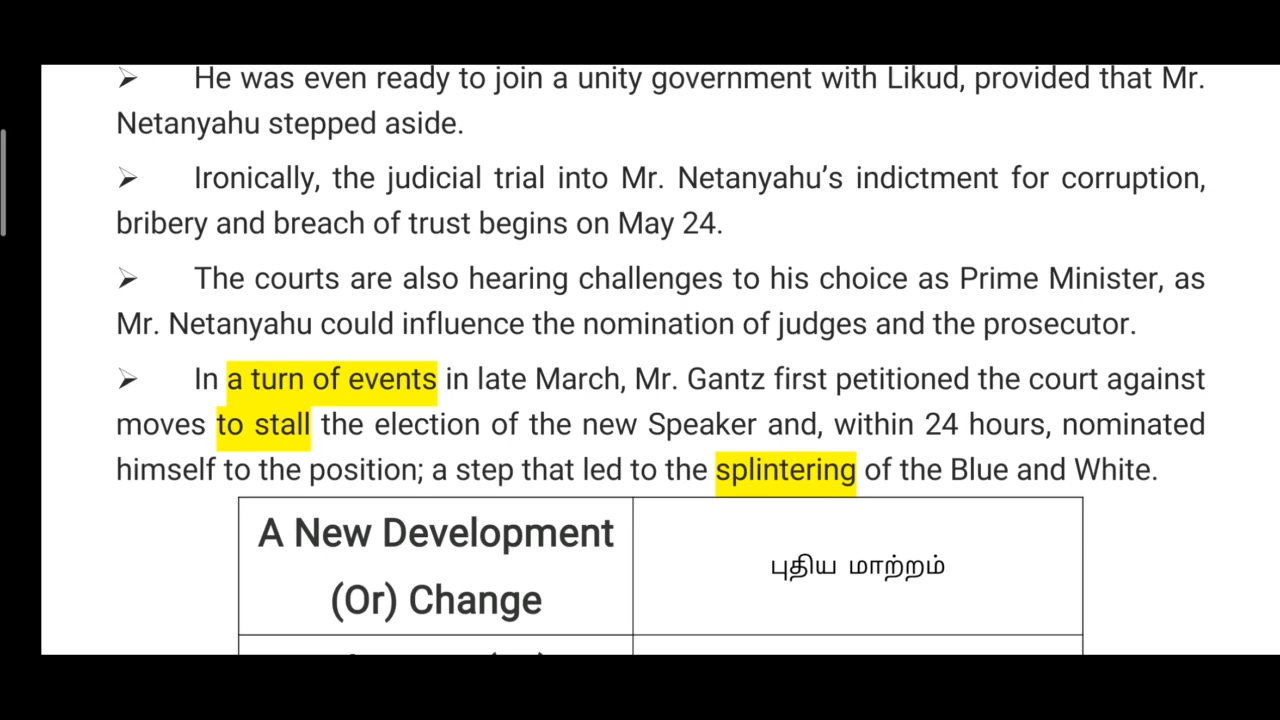 ➢ He was even ready to join a unity government with Likud, provided that Mr.
Netanyahu stepped aside.
➢ Ironically, the judicial trial into Mr. Netanyahu’s indictment for corruption,
bribery and breach of trust begins on May 24.
➢ The courts are also hearing challenges to his choice as Prime Minister, as
Mr. Netanyahu could influence the nomination of judges and the prosecutor.
➢ In a turn of events in late March, Mr. Gantz first petitioned the court against
moves to stall the election of the new Speaker and, within 24 hours, nominated
himself to the position; a step that led to the splintering of the Blue and White.
A New Development
(Or) Change
புதிய மாற்றம்